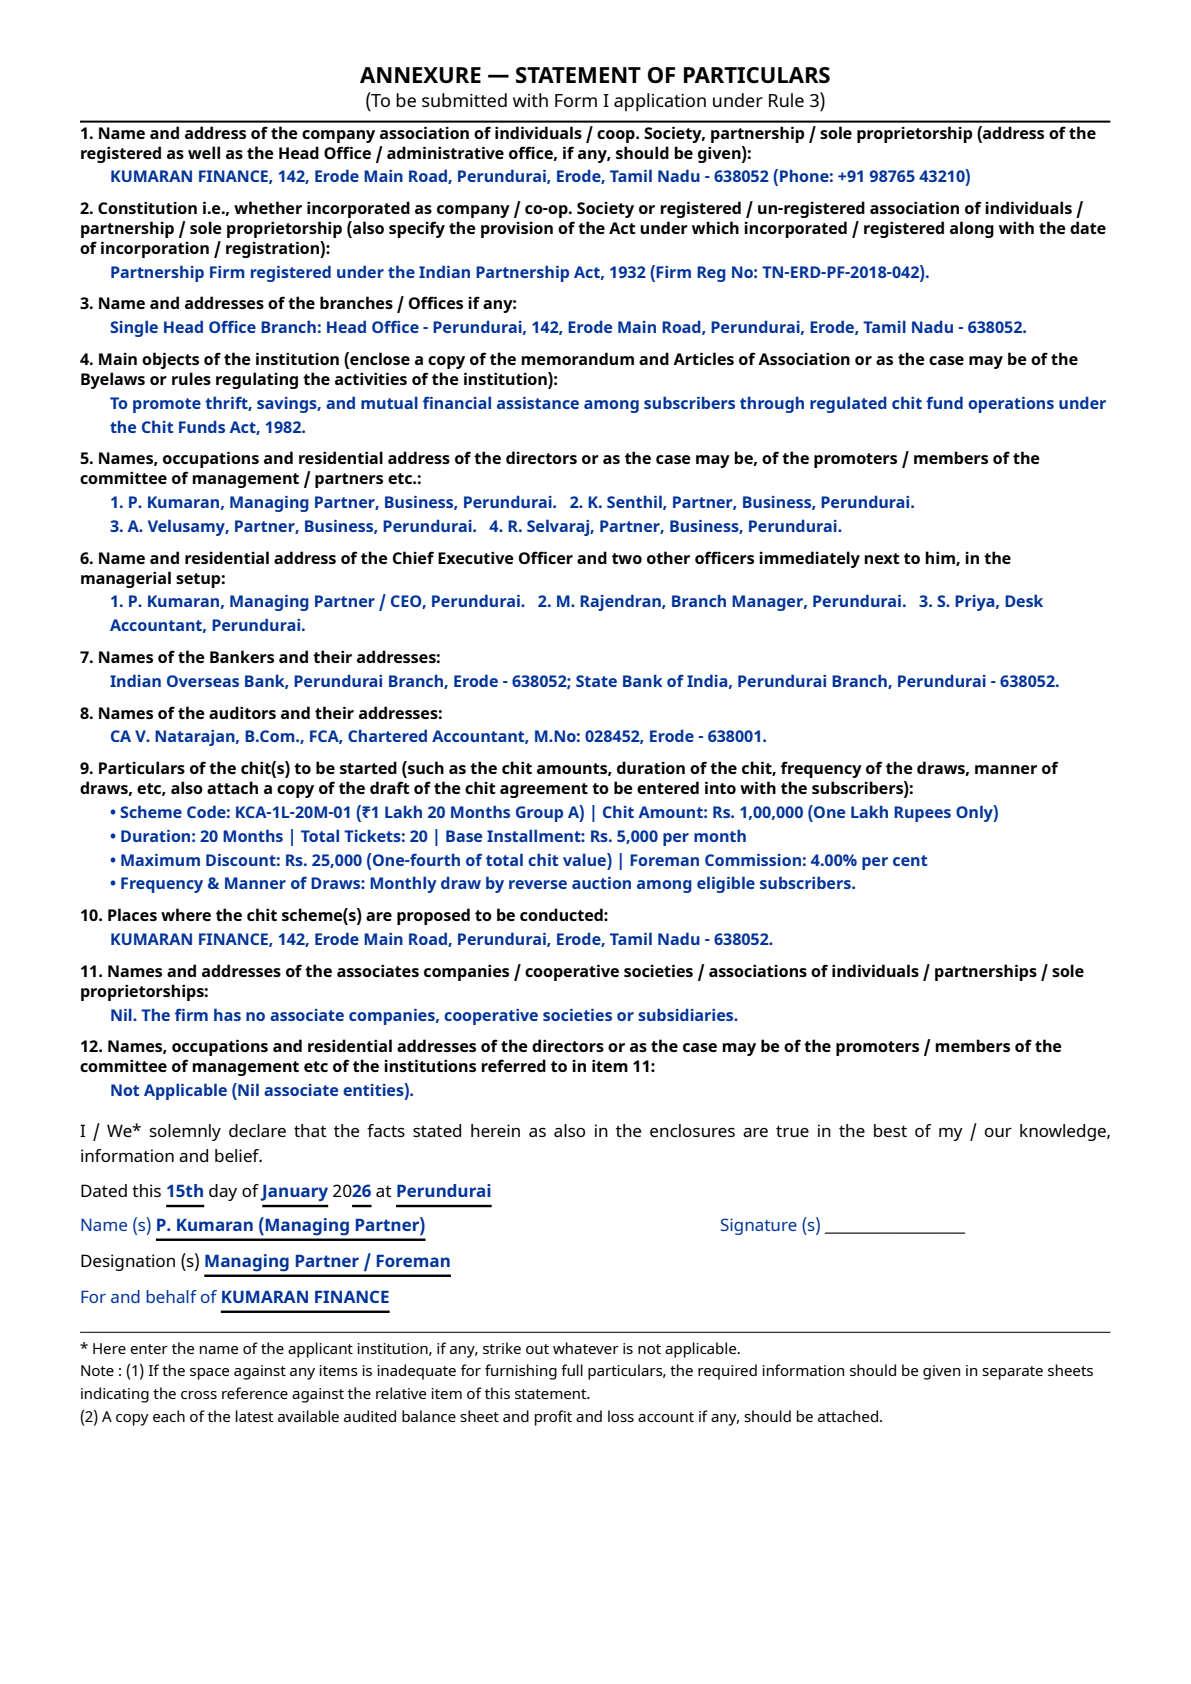 ANNEXURE — STATEMENT OF PARTICULARS
(To be submitted with Form I application under Rule 3)
1. Name and address of the company association of individuals / coop. Society, partnership / sole proprietorship (address of the
registered as well as the Head Office / administrative office, if any, should be given):
KUMARAN FINANCE, 142, Erode Main Road, Perundurai, Erode, Tamil Nadu - 638052 (Phone: +91 98765 43210)
2. Constitution i.e., whether incorporated as company / co-op. Society or registered / un-registered association of individuals /
partnership / sole proprietorship (also specify the provision of the Act under which incorporated / registered along with the date
of incorporation / registration):
Partnership Firm registered under the Indian Partnership Act, 1932 (Firm Reg No: TN-ERD-PF-2018-042).
3. Name and addresses of the branches / Offices if any:
Single Head Office Branch: Head Office - Perundurai, 142, Erode Main Road, Perundurai, Erode, Tamil Nadu - 638052.
4. Main objects of the institution (enclose a copy of the memorandum and Articles of Association or as the case may be of the
Byelaws or rules regulating the activities of the institution):
To promote thrift, savings, and mutual financial assistance among subscribers through regulated chit fund operations under
the Chit Funds Act, 1982.
5. Names, occupations and residential address of the directors or as the case may be, of the promoters / members of the
committee of management / partners etc.:
1. P. Kumaran, Managing Partner, Business, Perundurai. 2. K. Senthil, Partner, Business, Perundurai.
3. A. Velusamy, Partner, Business, Perundurai. 4. R. Selvaraj, Partner, Business, Perundurai.
6. Name and residential address of the Chief Executive Officer and two other officers immediately next to him, in the
managerial setup:
1. P. Kumaran, Managing Partner / CEO, Perundurai. 2. M. Rajendran, Branch Manager, Perundurai. 3. S. Priya, Desk
Accountant, Perundurai.
7. Names of the Bankers and their addresses:
Indian Overseas Bank, Perundurai Branch, Erode - 638052; State Bank of India, Perundurai Branch, Perundurai - 638052.
8. Names of the auditors and their addresses:
CA V. Natarajan, B.Com., FCA, Chartered Accountant, M.No: 028452, Erode - 638001.
9. Particulars of the chit(s) to be started (such as the chit amounts, duration of the chit, frequency of the draws, manner of
draws, etc, also attach a copy of the draft of the chit agreement to be entered into with the subscribers):
• Scheme Code: KCA-1L-20M-01 (₹1 Lakh 20 Months Group A) | Chit Amount: Rs. 1,00,000 (One Lakh Rupees Only)
• Duration: 20 Months | Total Tickets: 20 | Base Installment: Rs. 5,000 per month
• Maximum Discount: Rs. 25,000 (One-fourth of total chit value) | Foreman Commission: 4.00% per cent
• Frequency & Manner of Draws: Monthly draw by reverse auction among eligible subscribers.
10. Places where the chit scheme(s) are proposed to be conducted:
KUMARAN FINANCE, 142, Erode Main Road, Perundurai, Erode, Tamil Nadu - 638052.
11. Names and addresses of the associates companies / cooperative societies / associations of individuals / partnerships / sole
proprietorships:
Nil. The firm has no associate companies, cooperative societies or subsidiaries.
12. Names, occupations and residential addresses of the directors or as the case may be of the promoters / members of the
committee of management etc of the institutions referred to in item 11:
Not Applicable (Nil associate entities).
I / We* solemnly declare that the facts stated herein as also in the enclosures are true in the best of my / our knowledge,
information and belief.
Dated this 15th day of January 2026 at Perundurai
Name (s) P. Kumaran (Managing Partner) Signature (s) _________________
Designation (s) Managing Partner / Foreman
For and behalf of KUMARAN FINANCE
* Here enter the name of the applicant institution, if any, strike out whatever is not applicable.
Note : (1) If the space against any items is inadequate for furnishing full particulars, the required information should be given in separate sheets
indicating the cross reference against the relative item of this statement.
(2) A copy each of the latest available audited balance sheet and profit and loss account if any, should be attached.